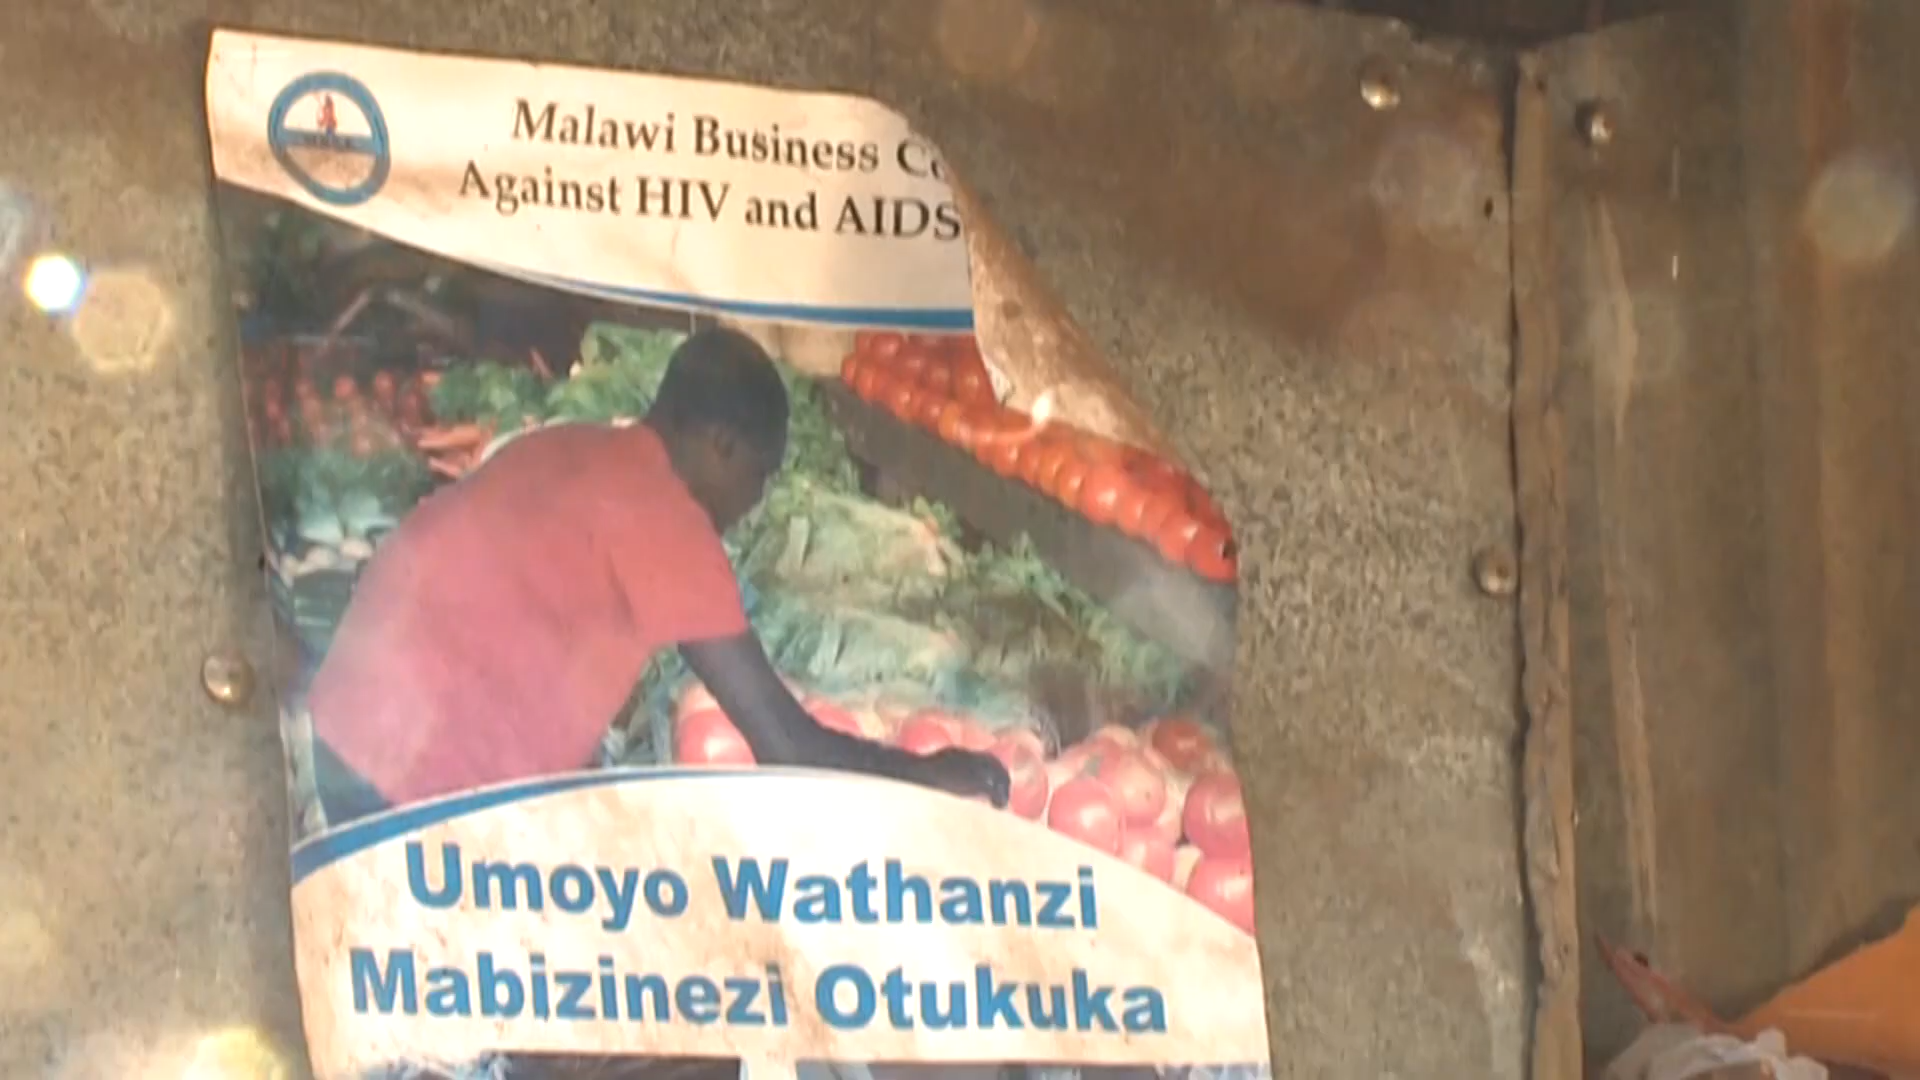 Malawi Business
Against HIV and AIDS
Umoyo Wathanzi
Mabizinezi Otukuka